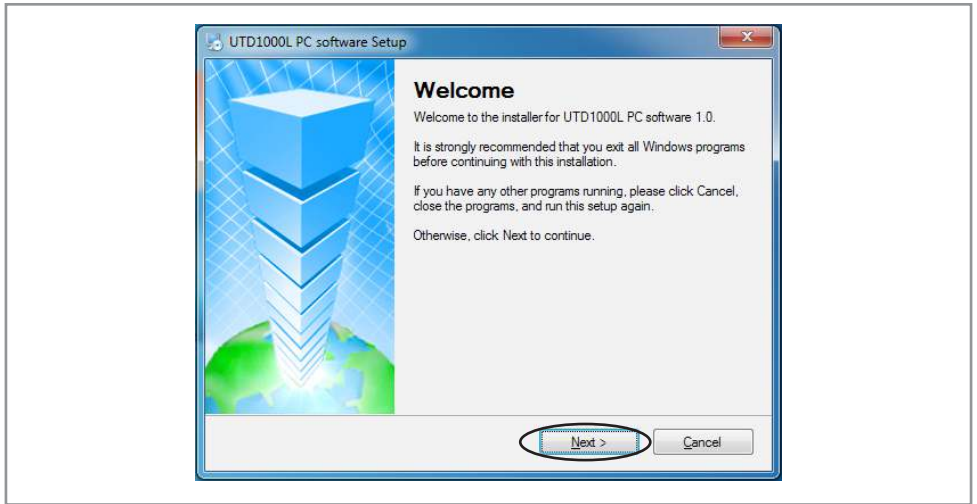 UTD1000L PC software Setup
Welcome
Welcome to the installer for UTD1000L PC software 1.0.
It is strongly recommended that you exit all Windows programs
before continuing with this installation.
If you have any other programs running, please click Cancel,
close the programs, and run this setup again.
Otherwise, click Next to continue.
Next >
Cancel